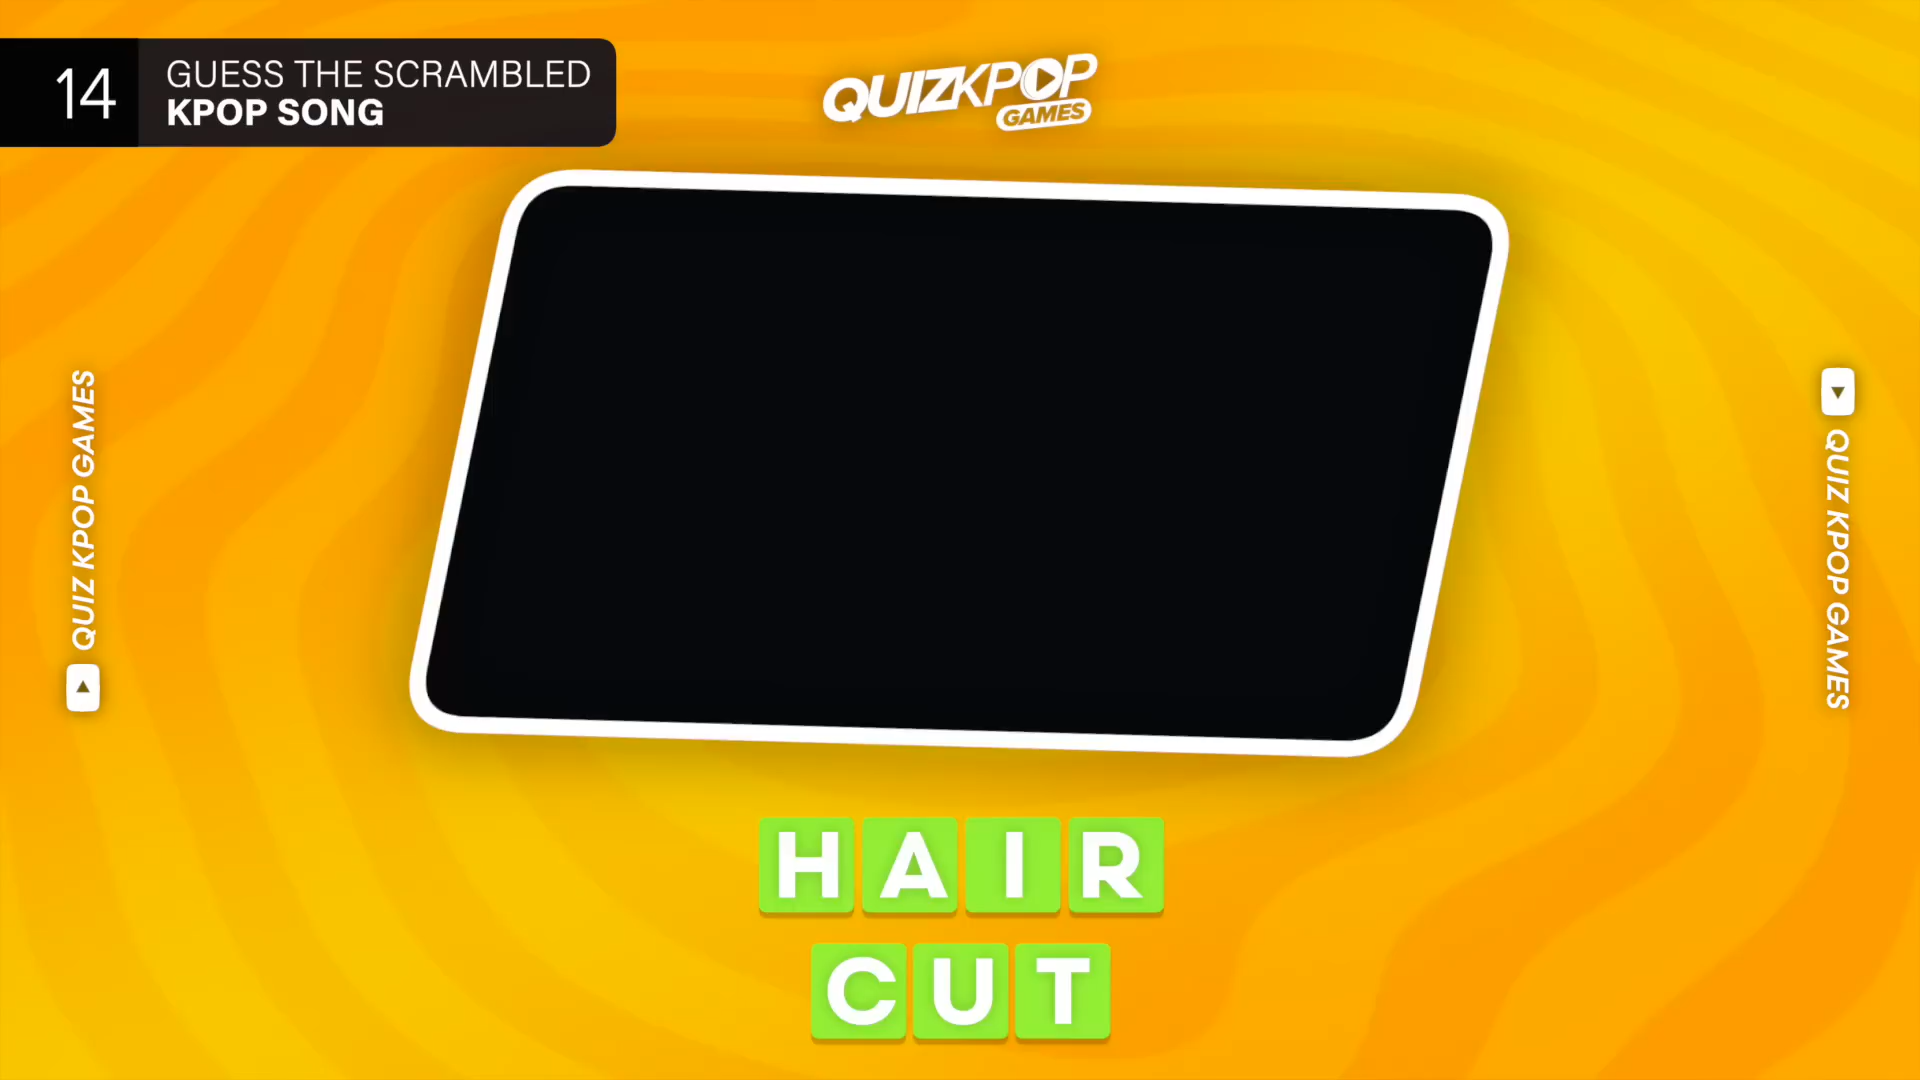 14
GUESS THE SCRAMBLED
KPOP SONG
QUIZKPOP
GAMES
QUIZ KPOP GAMES
QUIZ KPOP GAMES
HAIR
CUT